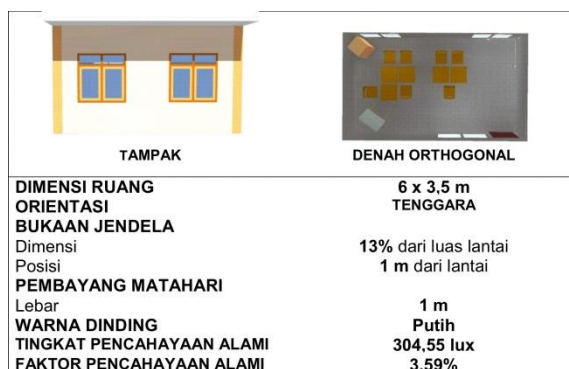 TAMPAK
DENAH ORTHOGONAL
DIMENSI RUANG 6 x 3,5 m
ORIENTASI TENGGARA
BUKAAN JENDELA
Dimensi 13% dari luas lantai
Posisi 1 m dari lantai
PEMBAYANG MATAHARI
Lebar 1 m
WARNA DINDING Putih
TINGKAT PENCAHAYAAN ALAMI 304,55 lux
FAKTOR PENCAHAYAAN ALAMI 3.59%